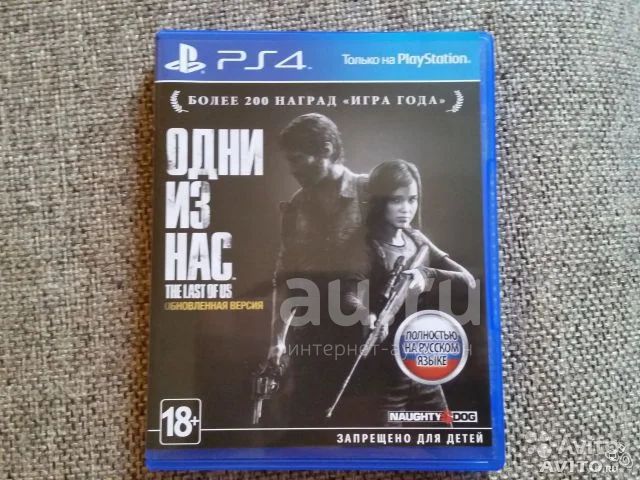 PS4
Только на PlayStation®
БОЛЕЕ 200 НАГРАД «ИГРА ГОДА»
ОДНИ
ИЗ
НАС
THE LAST OF US
ОБНОВЛЕННАЯ ВЕРСИЯ
au.ru
интернет-аукцион
ПОЛНОСТЬЮ
НА РУССКОМ
ЯЗЫКЕ
18+
NAUGHTY DOG
ЗАПРЕЩЕНО ДЛЯ ДЕТЕЙ
Avito
AVITO.RU